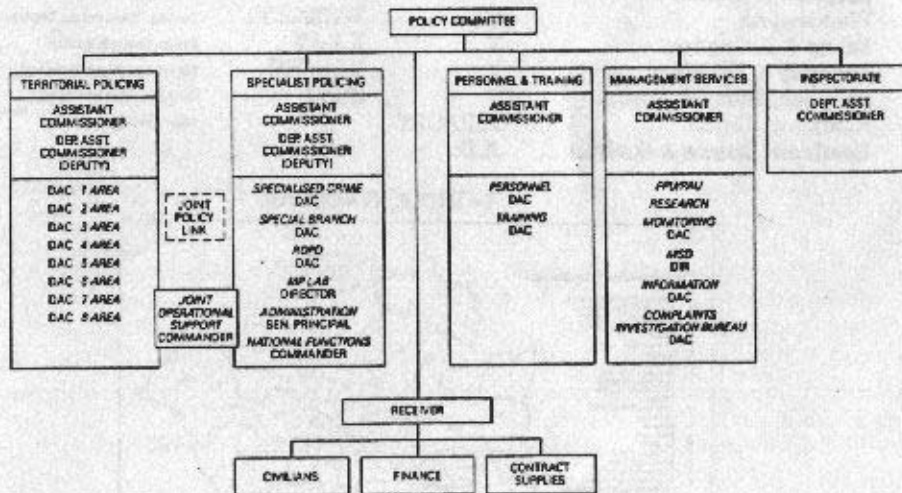 POLICY COMMITTEE
TERRITORIAL POLICING
ASSISTANT
COMMISSIONER
DEP. ASST.
COMMISSIONER
(DEPUTY)
DAC 1 AREA
DAC 2 AREA
DAC 3 AREA
DAC 4 AREA
DAC 5 AREA
DAC 6 AREA
DAC 7 AREA
DAC 8 AREA
JOINT
POLICY
LINK
JOINT
OPERATIONAL
SUPPORT
COMMANDER
SPECIALIST POLICING
ASSISTANT
COMMISSIONER
DEP. ASST.
COMMISSIONER
(DEPUTY)
SPECIALISED CRIME
DAC
SPECIAL BRANCH
DAC
RDPD
DAC
MP LAB
DIRECTOR
ADMINISTRATION
SEN. PRINCIPAL
NATIONAL FUNCTIONS
COMMANDER
PERSONNEL & TRAINING
ASSISTANT
COMMISSIONER
PERSONNEL
DAC
TRAINING
DAC
MANAGEMENT SERVICES
ASSISTANT
COMMISSIONER
RESEARCH
MONITORING
DAC
MSD
DIR
INFORMATION
DAC
COMPLAINTS
INVESTIGATION BUREAU
DAC
INSPECTORATE
DEPT. ASST
COMMISSIONER
RECEIVER
CIVILIANS
FINANCE
CONTRACT
SUPPLIES